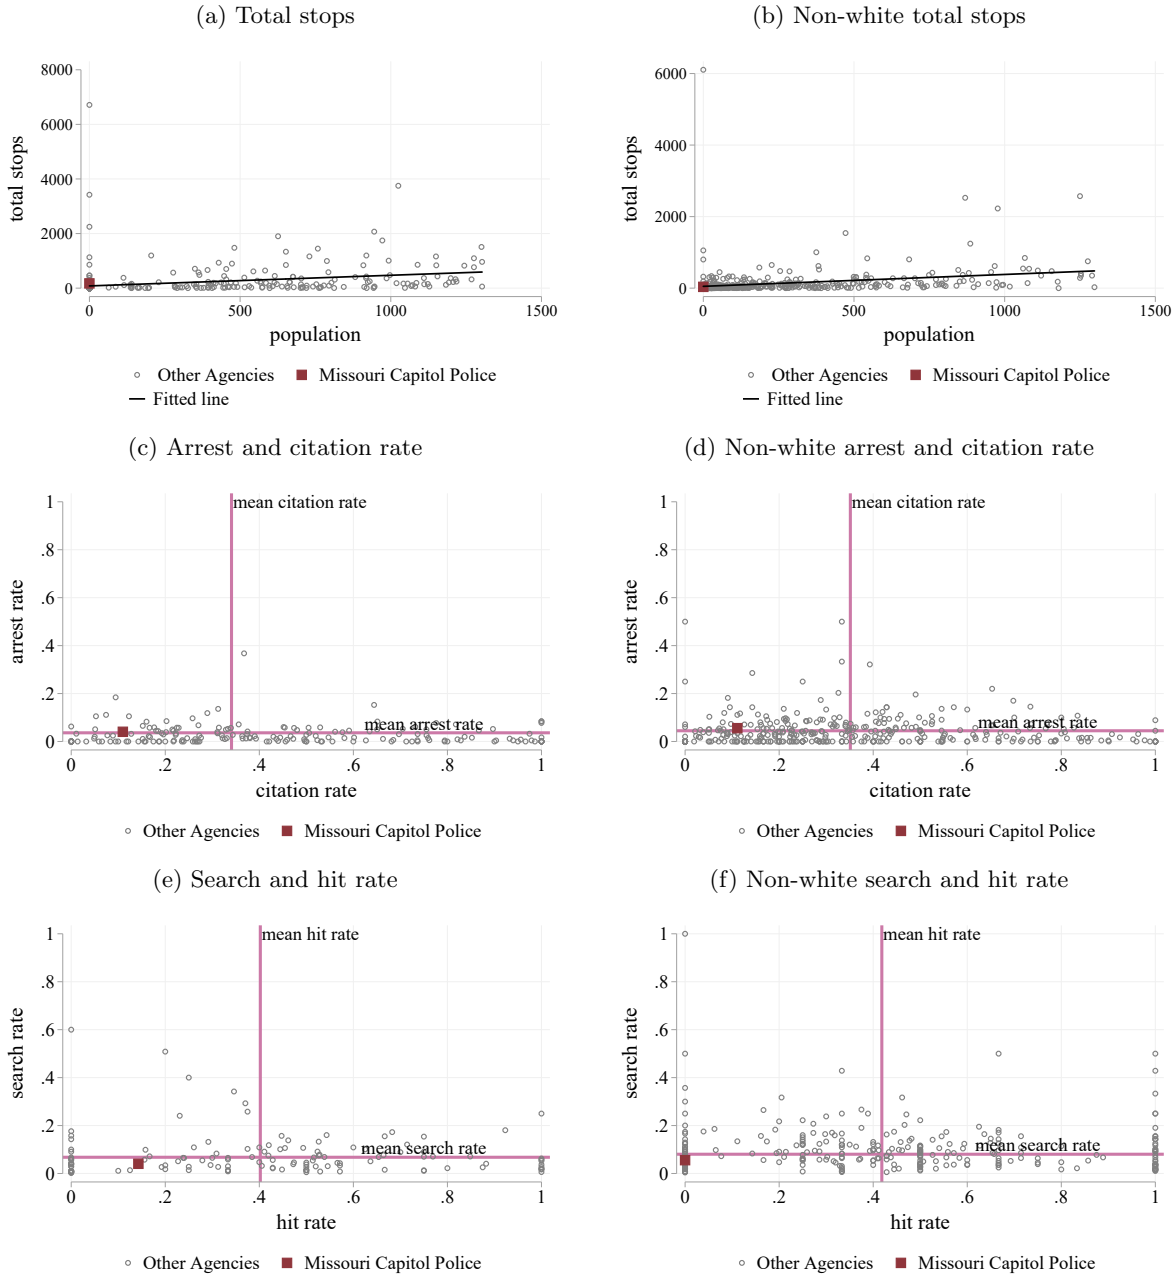 (a) Total stops
(b) Non-white total stops
total stops
8000
6000
4000
2000
0
0
500
1000
1500
population
Other Agencies
Missouri Capitol Police
Fitted line
total stops
6000
4000
2000
0
0
500
1000
1500
population
Other Agencies
Missouri Capitol Police
Fitted line
(c) Arrest and citation rate
(d) Non-white arrest and citation rate
arrest rate
1
.8
.6
.4
.2
0
mean citation rate
mean arrest rate
0
.2
.4
.6
.8
1
citation rate
Other Agencies
Missouri Capitol Police
arrest rate
1
.8
.6
.4
.2
0
mean citation rate
mean arrest rate
0
.2
.4
.6
.8
1
citation rate
Other Agencies
Missouri Capitol Police
(e) Search and hit rate
(f) Non-white search and hit rate
search rate
1
.8
.6
.4
.2
0
mean hit rate
mean search rate
0
.2
.4
.6
.8
1
hit rate
Other Agencies
Missouri Capitol Police
search rate
1
.8
.6
.4
.2
0
mean hit rate
mean search rate
0
.2
.4
.6
.8
1
hit rate
Other Agencies
Missouri Capitol Police